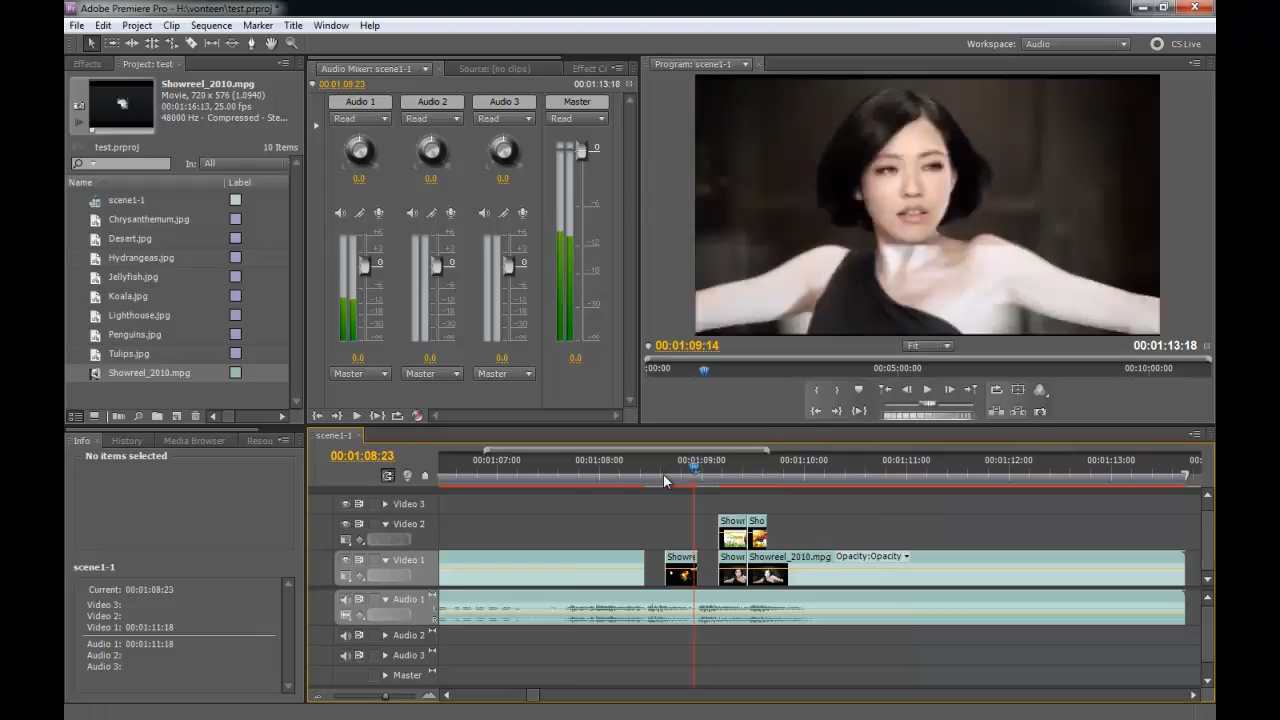 Adobe Premiere Pro - H:\vonteen\test.prproj *
File Edit Project Clip Sequence Marker Title Window Help
Workspace: Audio CS Live
Effects Project: test
Showreel_2010.mpg
Movie, 720 x 576 (1.0940)
00:01:16:13, 25.00 fps
48000 Hz - Compressed - Ste...
test.prproj 10 Items
In: All
Name Label
scene1-1
Chrysanthemum.jpg
Desert.jpg
Hydrangeas.jpg
Jellyfish.jpg
Koala.jpg
Lighthouse.jpg
Penguins.jpg
Tulips.jpg
Showreel_2010.mpg
Audio Mixer: scene1-1 Source: (no clips) Effect Co
00:01:08:23 00:01:13:18
Audio 1 Audio 2 Audio 3 Master
Read Read Read Read
L R L R L R
0.0 0.0 0.0
0.0 0.0 0.0 0.0
Master Master Master
Program: scene1-1
00:01:09:14 Fit 00:01:13:18
;00:00 00:05:00:00 00:10:00:00
Info History Media Browser Resou
No items selected
scene1-1
Current: 00:01:08:23
Video 3:
Video 2:
Video 1: 00:01:11:18
Audio 1: 00:01:11:18
Audio 2:
Audio 3:
scene1-1
00:01:08:23
00:01:07:00 00:01:08:00 00:01:09:00 00:01:10:00 00:01:11:00 00:01:12:00 00:01:13:00 00:
Video 3
Video 2 Showr Sho
Video 1 Showre Showr Showreel_2010.mpg Opacity:Opacity
Audio 1
Audio 2
Audio 3
Master